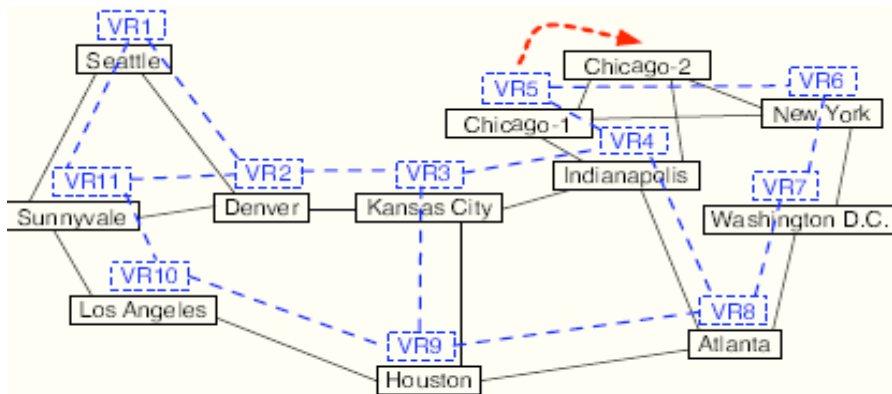 VR1
Seattle
Chicago-2
VR5
VR6
Chicago-1
New York
VR4
VR11
VR2
VR3
Indianapolis
VR7
Sunnyvale
Denver
Kansas City
Washington D.C.
VR10
Los Angeles
VR8
VR9
Atlanta
Houston